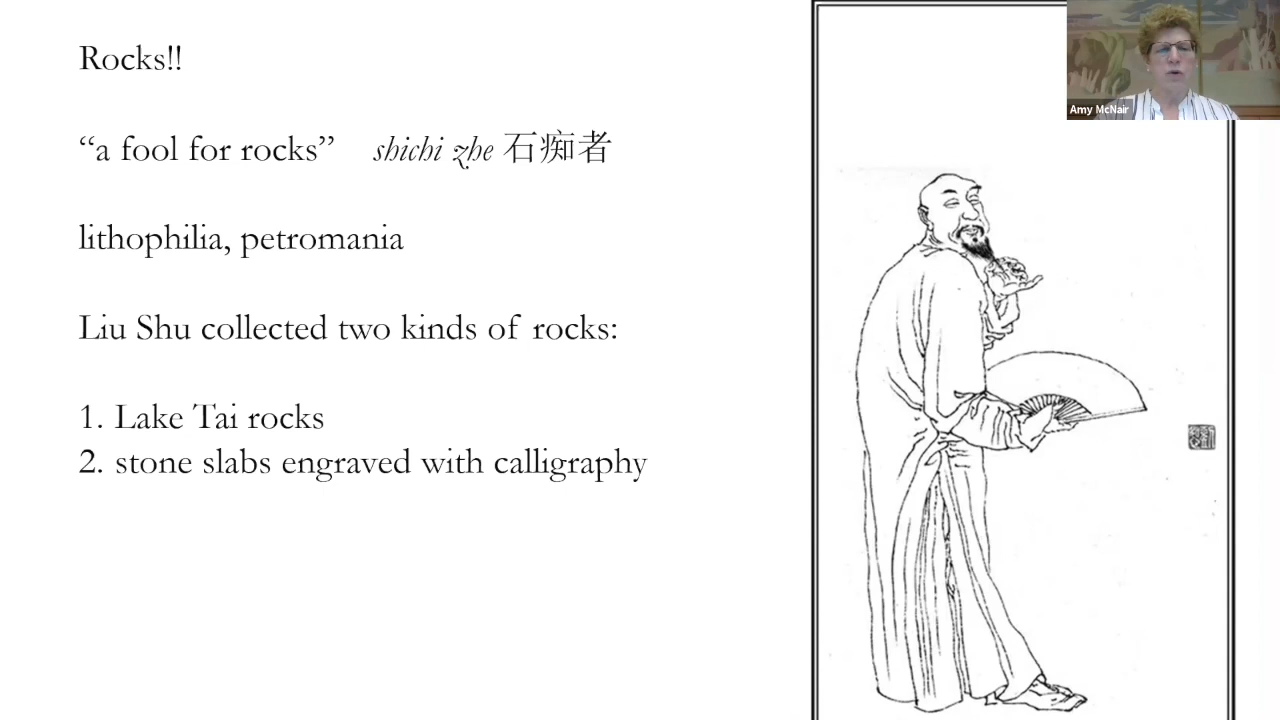 Rocks!!
“a fool for rocks” shichi zhe 石痴者
lithophilia, petromania
Liu Shu collected two kinds of rocks:
1. Lake Tai rocks
2. stone slabs engraved with calligraphy
Amy McNair